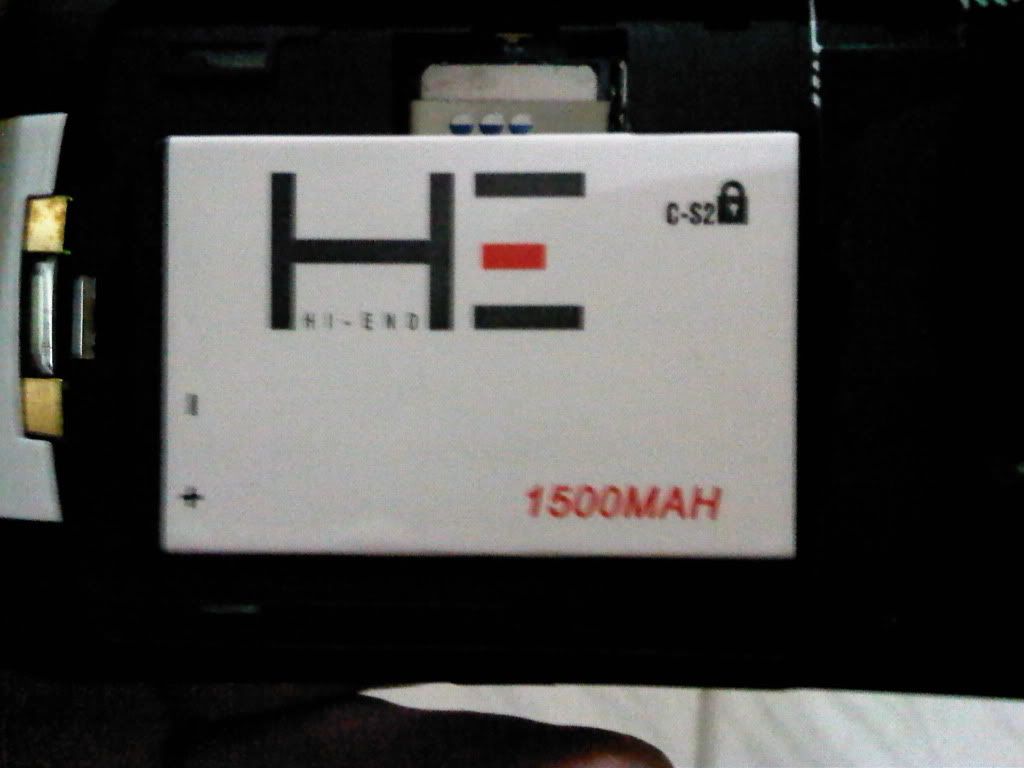 HE
HI-END
C-S2
-
+
1500MAH